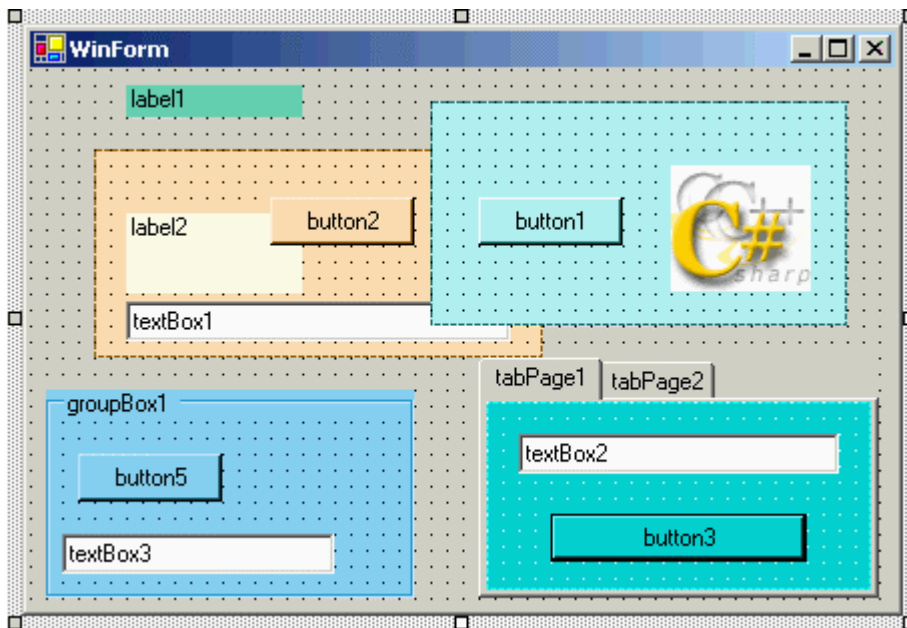 WinForm
label1
label2
button2
button1
C++
C#
sharp
textBox1
groupBox1
button5
textBox3
tabPage1
tabPage2
textBox2
button3